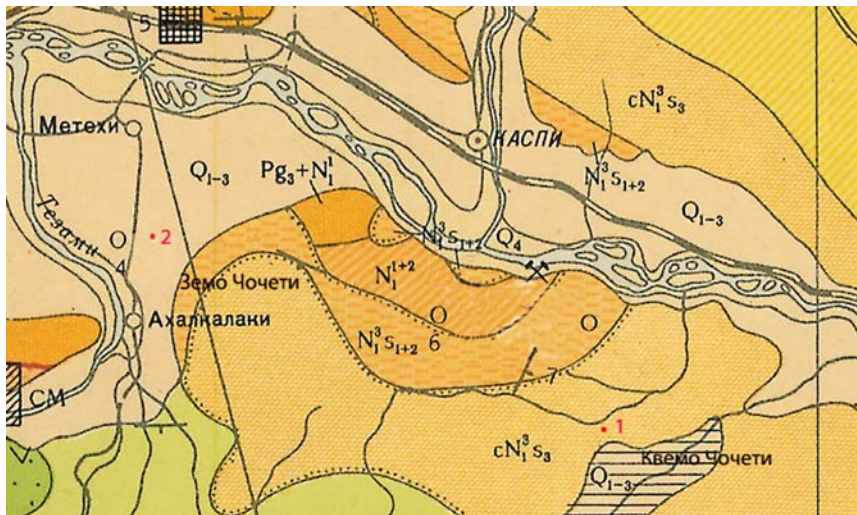 5
cN₁³s₃
Метехи
КАСПИ
Q₁₋₃
Pg₃+N₁¹
N₁³s₁₊₂
Q₁₋₃
Тезами
О
4
2
N₁³s₁₊₂
Q₄
Земо Чочети
N₁¹⁺²
О
6
О
Ахалкалаки
N₁³s₁₊₂
7
СМ
1
cN₁³s₃
Квемо Чочети
Q₁₋₃